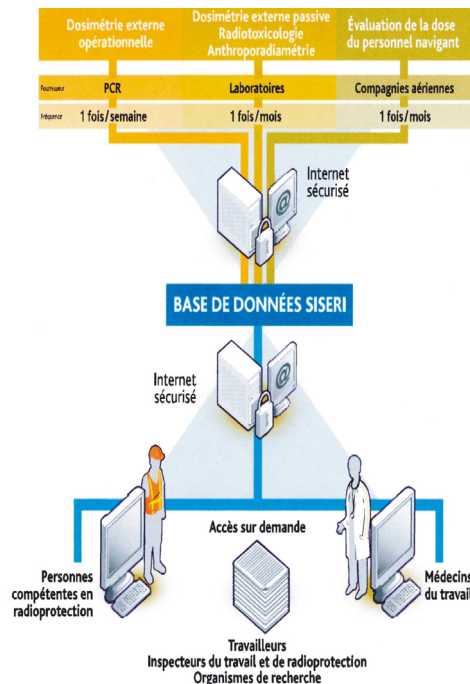 Dosimétrie externe
opérationnelle
Dosimétrie externe passive
Radiotoxicologie
Anthroporadiamétrie
Évaluation de la dose
du personnel navigant
Fournisseur
PCR
Laboratoires
Compagnies aériennes
Fréquence
1 fois/semaine
1 fois/mois
1 fois/mois
Internet
sécurisé
@
BASE DE DONNÉES SISERI
Internet
sécurisé
@
Accès sur demande
Personnes
compétentes en
radioprotection
Médecins
du travail
Travailleurs
Inspecteurs du travail et de radioprotection
Organismes de recherche